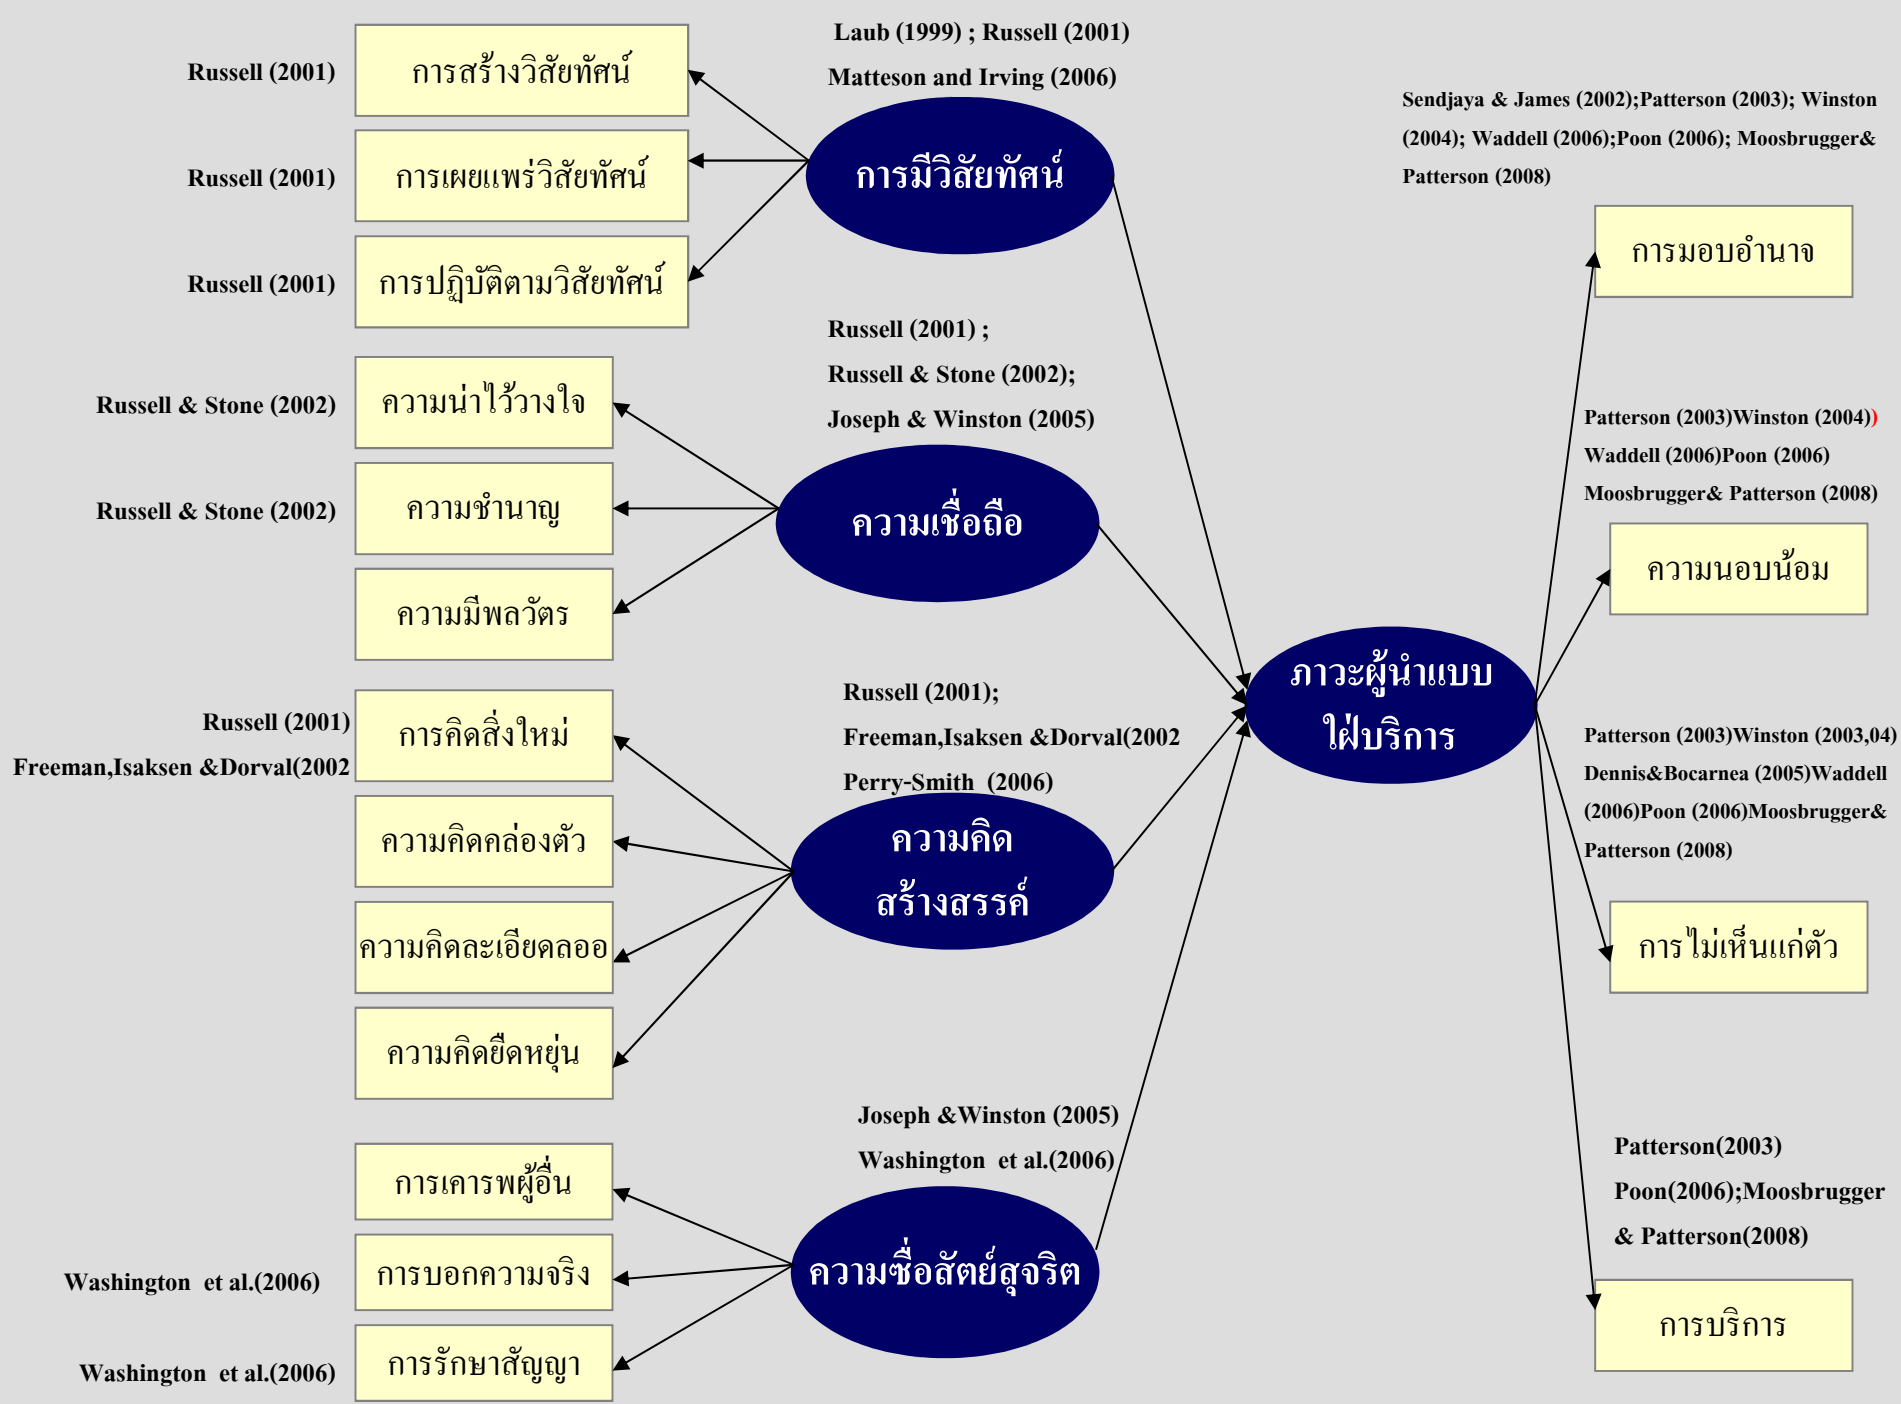 Laub (1999) ; Russell (2001)
Matteson and Irving (2006)
Russell (2001)
การสร้างวิสัยทัศน์
Russell (2001)
การเผยแพร่วิสัยทัศน์
Russell (2001)
การปฏิบัติตามวิสัยทัศน์
การมีวิสัยทัศน์
Russell (2001) ;
Russell & Stone (2002);
Joseph & Winston (2005)
Russell & Stone (2002)
ความน่าไว้วางใจ
Russell & Stone (2002)
ความชำนาญ
ความมีพลวัตร
ความเชื่อถือ
Russell (2001);
Freeman,Isaksen &Dorval(2002
Perry-Smith  (2006)
Russell (2001)
Freeman,Isaksen &Dorval(2002
การคิดสิ่งใหม่
ความคิดคล่องตัว
ความคิดละเอียดลออ
ความคิดยืดหยุ่น
ความคิด
สร้างสรรค์
Joseph &Winston (2005)
Washington  et al.(2006)
การเคารพผู้อื่น
Washington  et al.(2006)
การบอกความจริง
Washington  et al.(2006)
การรักษาสัญญา
ความซื่อสัตย์สุจริต
ภาวะผู้นำแบบ
ใฝ่บริการ
Sendjaya & James (2002);Patterson (2003); Winston
(2004); Waddell (2006);Poon (2006); Moosbrugger&
Patterson (2008)
การมอบอำนาจ
Patterson (2003)Winston (2004))
Waddell (2006)Poon (2006)
Moosbrugger& Patterson (2008)
ความนอบน้อม
Patterson (2003)Winston (2003,04)
Dennis&Bocarnea (2005)Waddell
(2006)Poon (2006)Moosbrugger&
Patterson (2008)
การไม่เห็นแก่ตัว
Patterson(2003)
Poon(2006);Moosbrugger
& Patterson(2008)
การบริการ